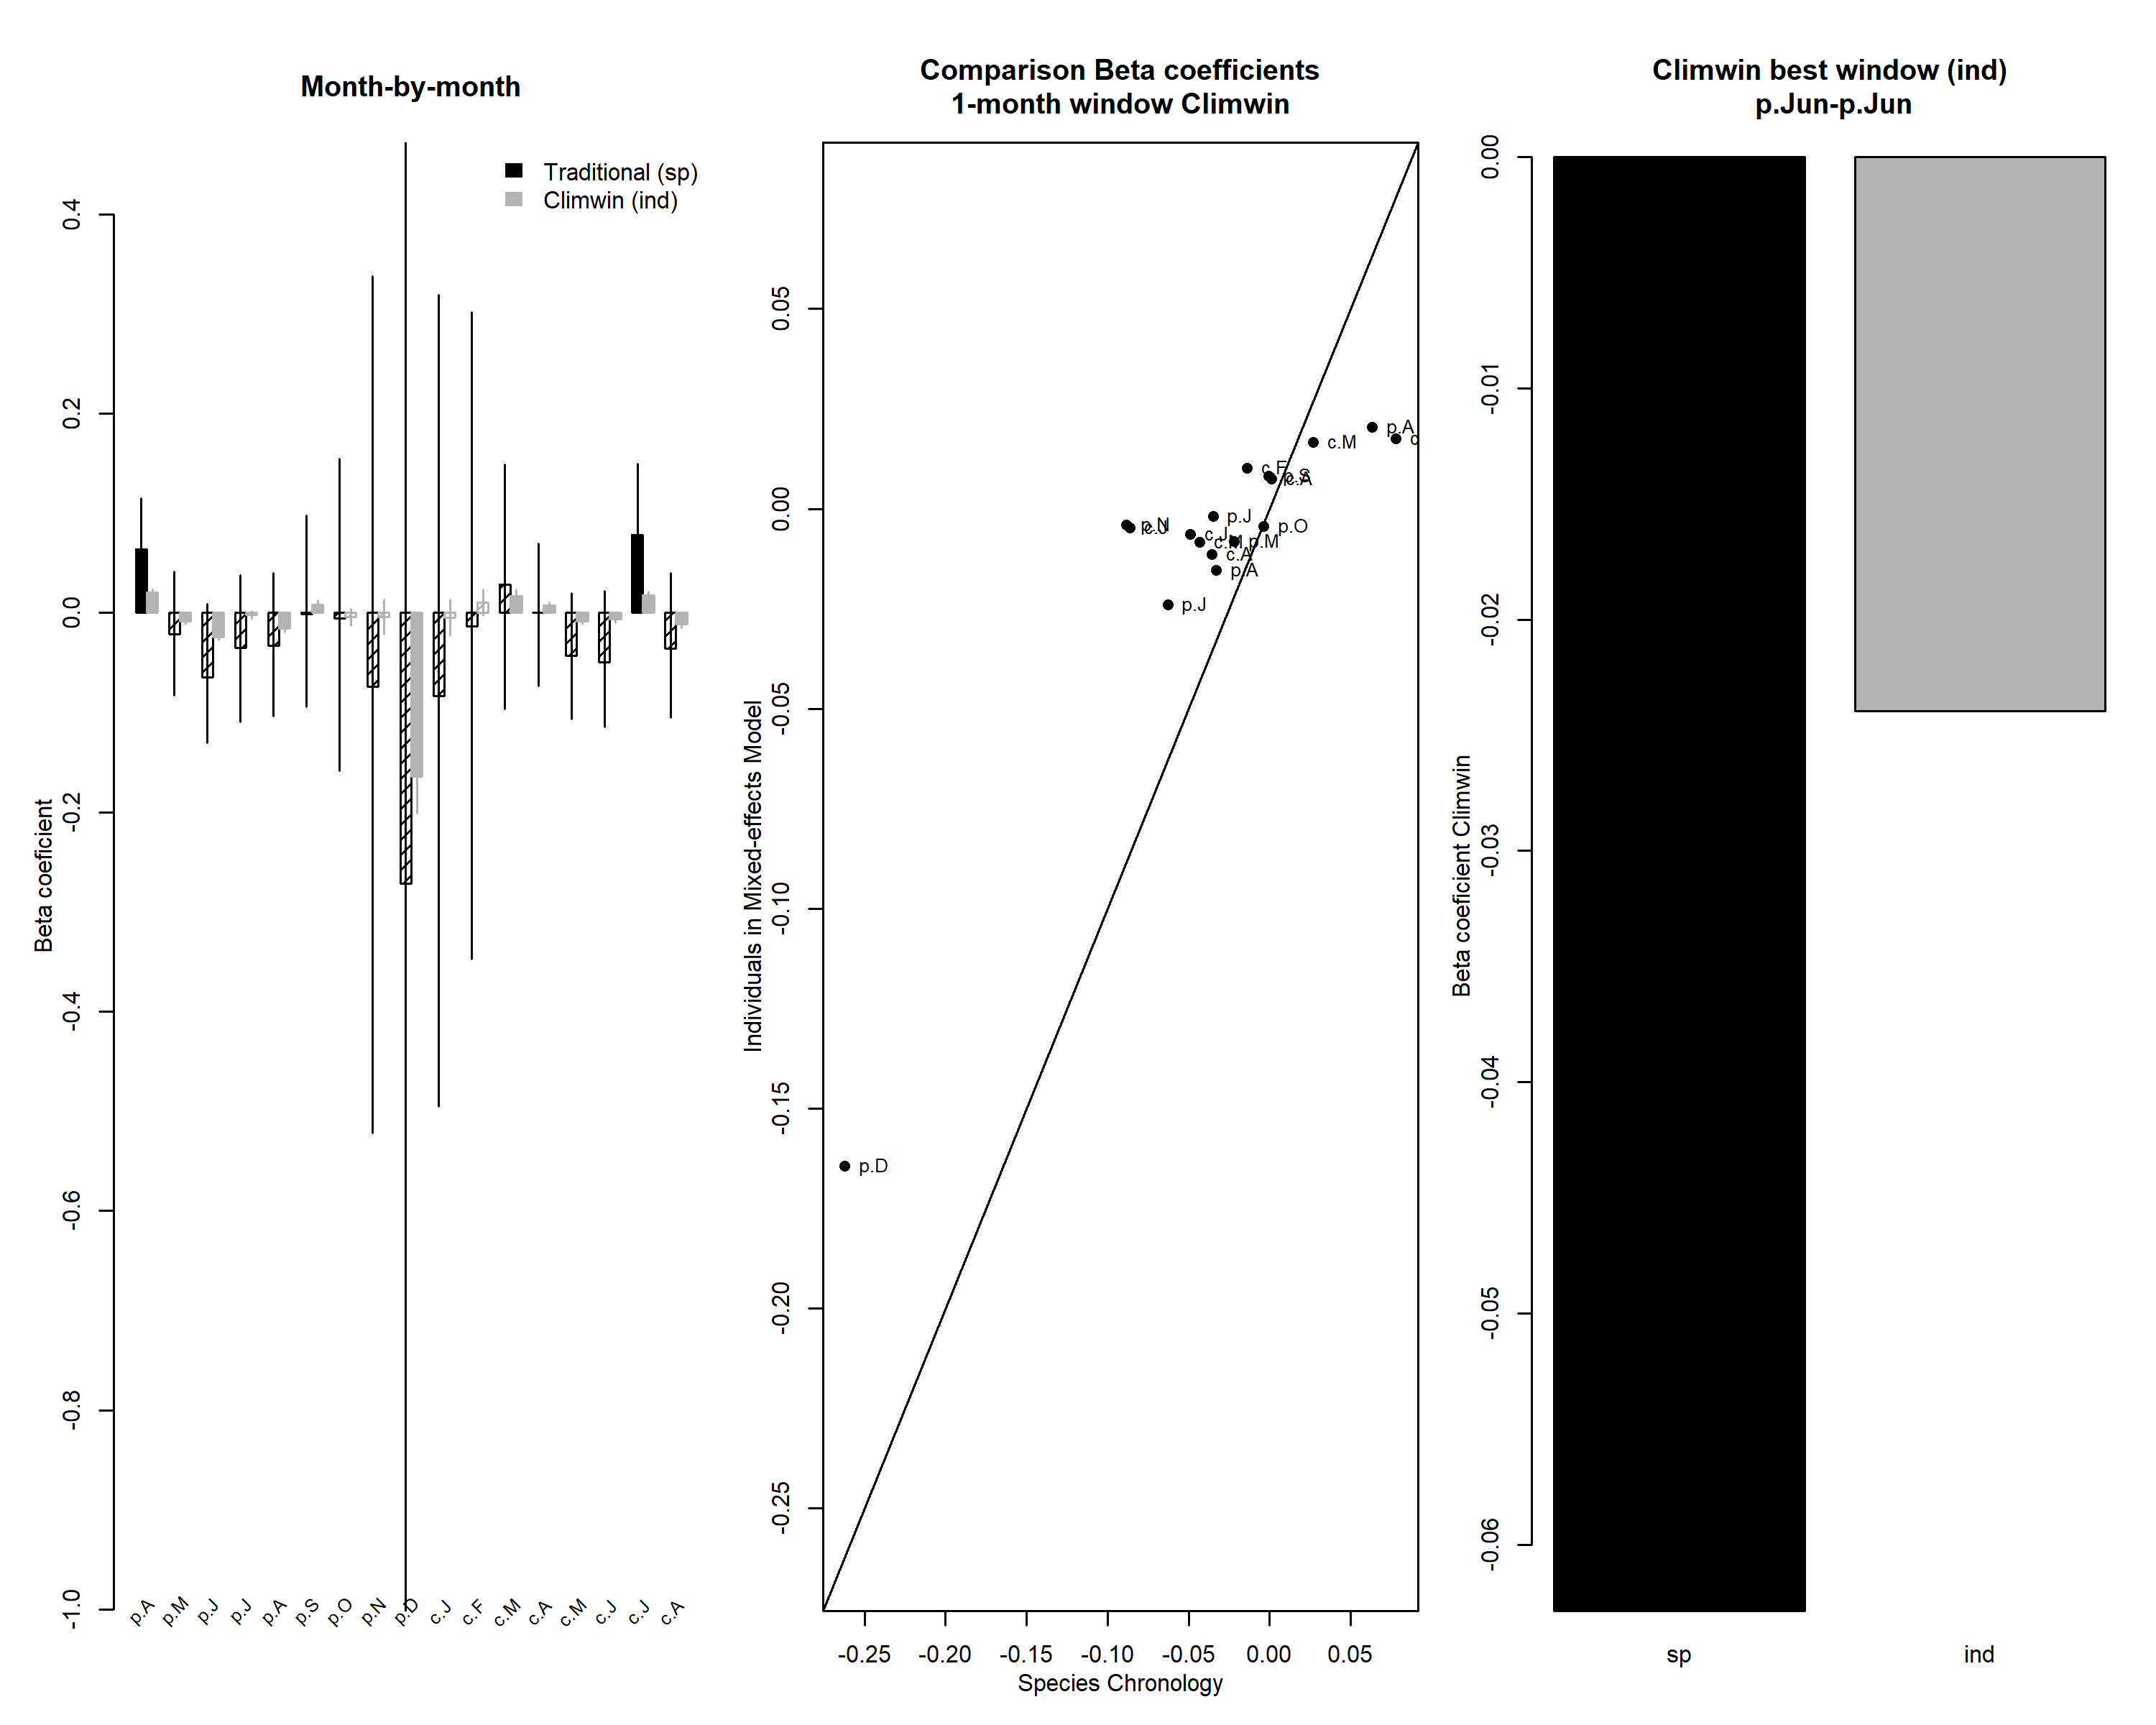 Month-by-month
Traditional (sp)
Climwin (ind)
Beta coeficient
0.4
0.2
0.0
-0.2
-0.4
-0.6
-0.8
-1.0
p.A
p.M
p.J
p.J
p.A
p.S
p.O
p.N
p.D
c.J
c.F
c.M
c.A
c.M
c.J
c.J
c.A
Comparison Beta coefficients
1-month window Climwin
Individuals in Mixed-effects Model
0.05
0.00
-0.05
-0.10
-0.15
-0.20
-0.25
p.A
c
c.M
c.F
p.S
c.A
p.J
p.O
p.N
c.J
c.J
c.M
p.M
c.A
p.A
p.J
p.D
-0.25
-0.20
-0.15
-0.10
-0.05
0.00
0.05
Species Chronology
Climwin best window (ind)
p.Jun-p.Jun
Beta coeficient Climwin
0.00
-0.01
-0.02
-0.03
-0.04
-0.05
-0.06
sp
ind